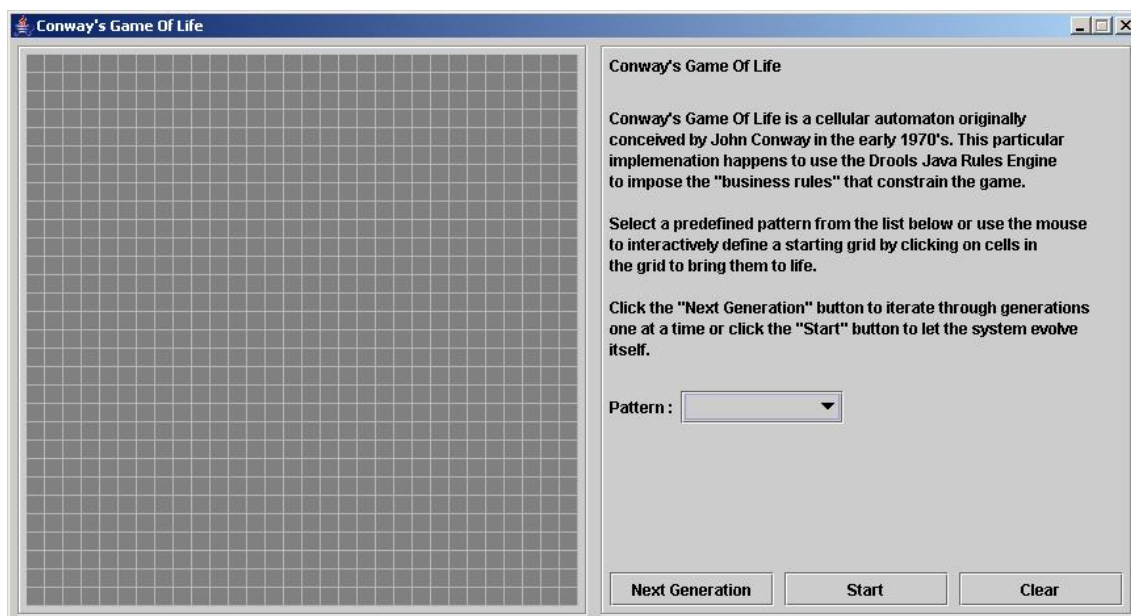 Conway's Game Of Life
Conway's Game Of Life
Conway's Game Of Life is a cellular automaton originally
conceived by John Conway in the early 1970's. This particular
implemenation happens to use the Drools Java Rules Engine
to impose the "business rules" that constrain the game.
Select a predefined pattern from the list below or use the mouse
to interactively define a starting grid by clicking on cells in
the grid to bring them to life.
Click the "Next Generation" button to iterate through generations
one at a time or click the "Start" button to let the system evolve
itself.
Pattern :
Next Generation Start Clear